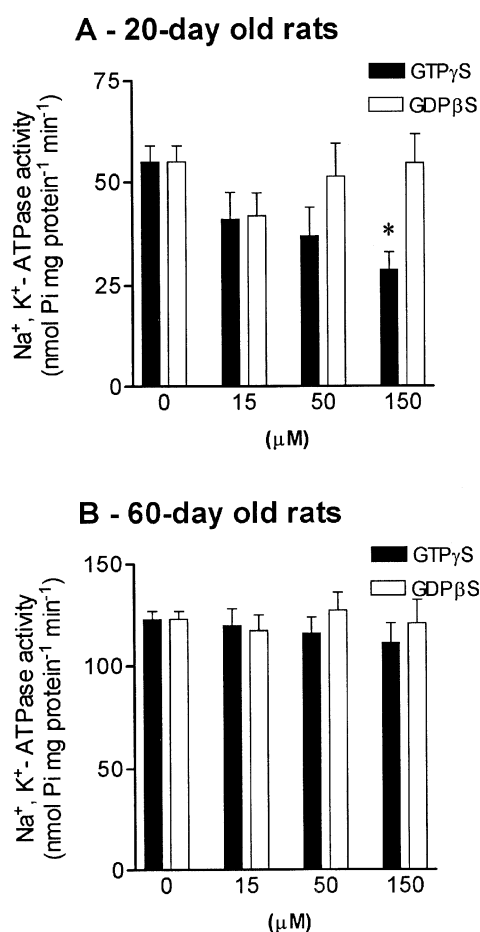 A - 20-day old rats
GTPγS
GDPβS
Na⁺, K⁺- ATPase activity
(nmol Pi mg protein⁻¹ min⁻¹)
75
50
25
0
*
0 15 50 150
(μM)
B - 60-day old rats
GTPγS
GDPβS
Na⁺, K⁺- ATPase activity
(nmol Pi mg protein⁻¹ min⁻¹)
150
100
50
0
0 15 50 150
(μM)